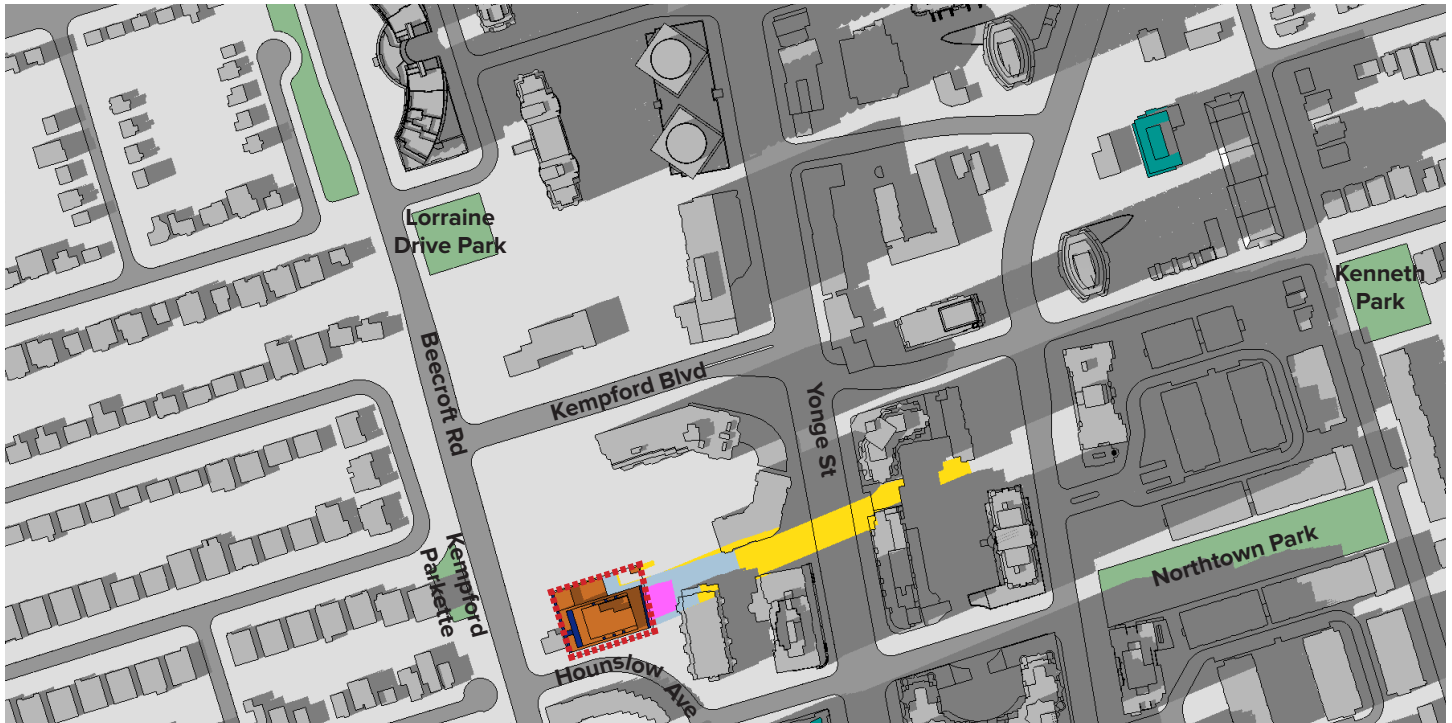 Lorraine
Drive Park
Kenneth
Park
Beecroft Rd
Kempford Blvd
Yonge St
Kempford
Parkette
Northtown Park
Hounslow Ave